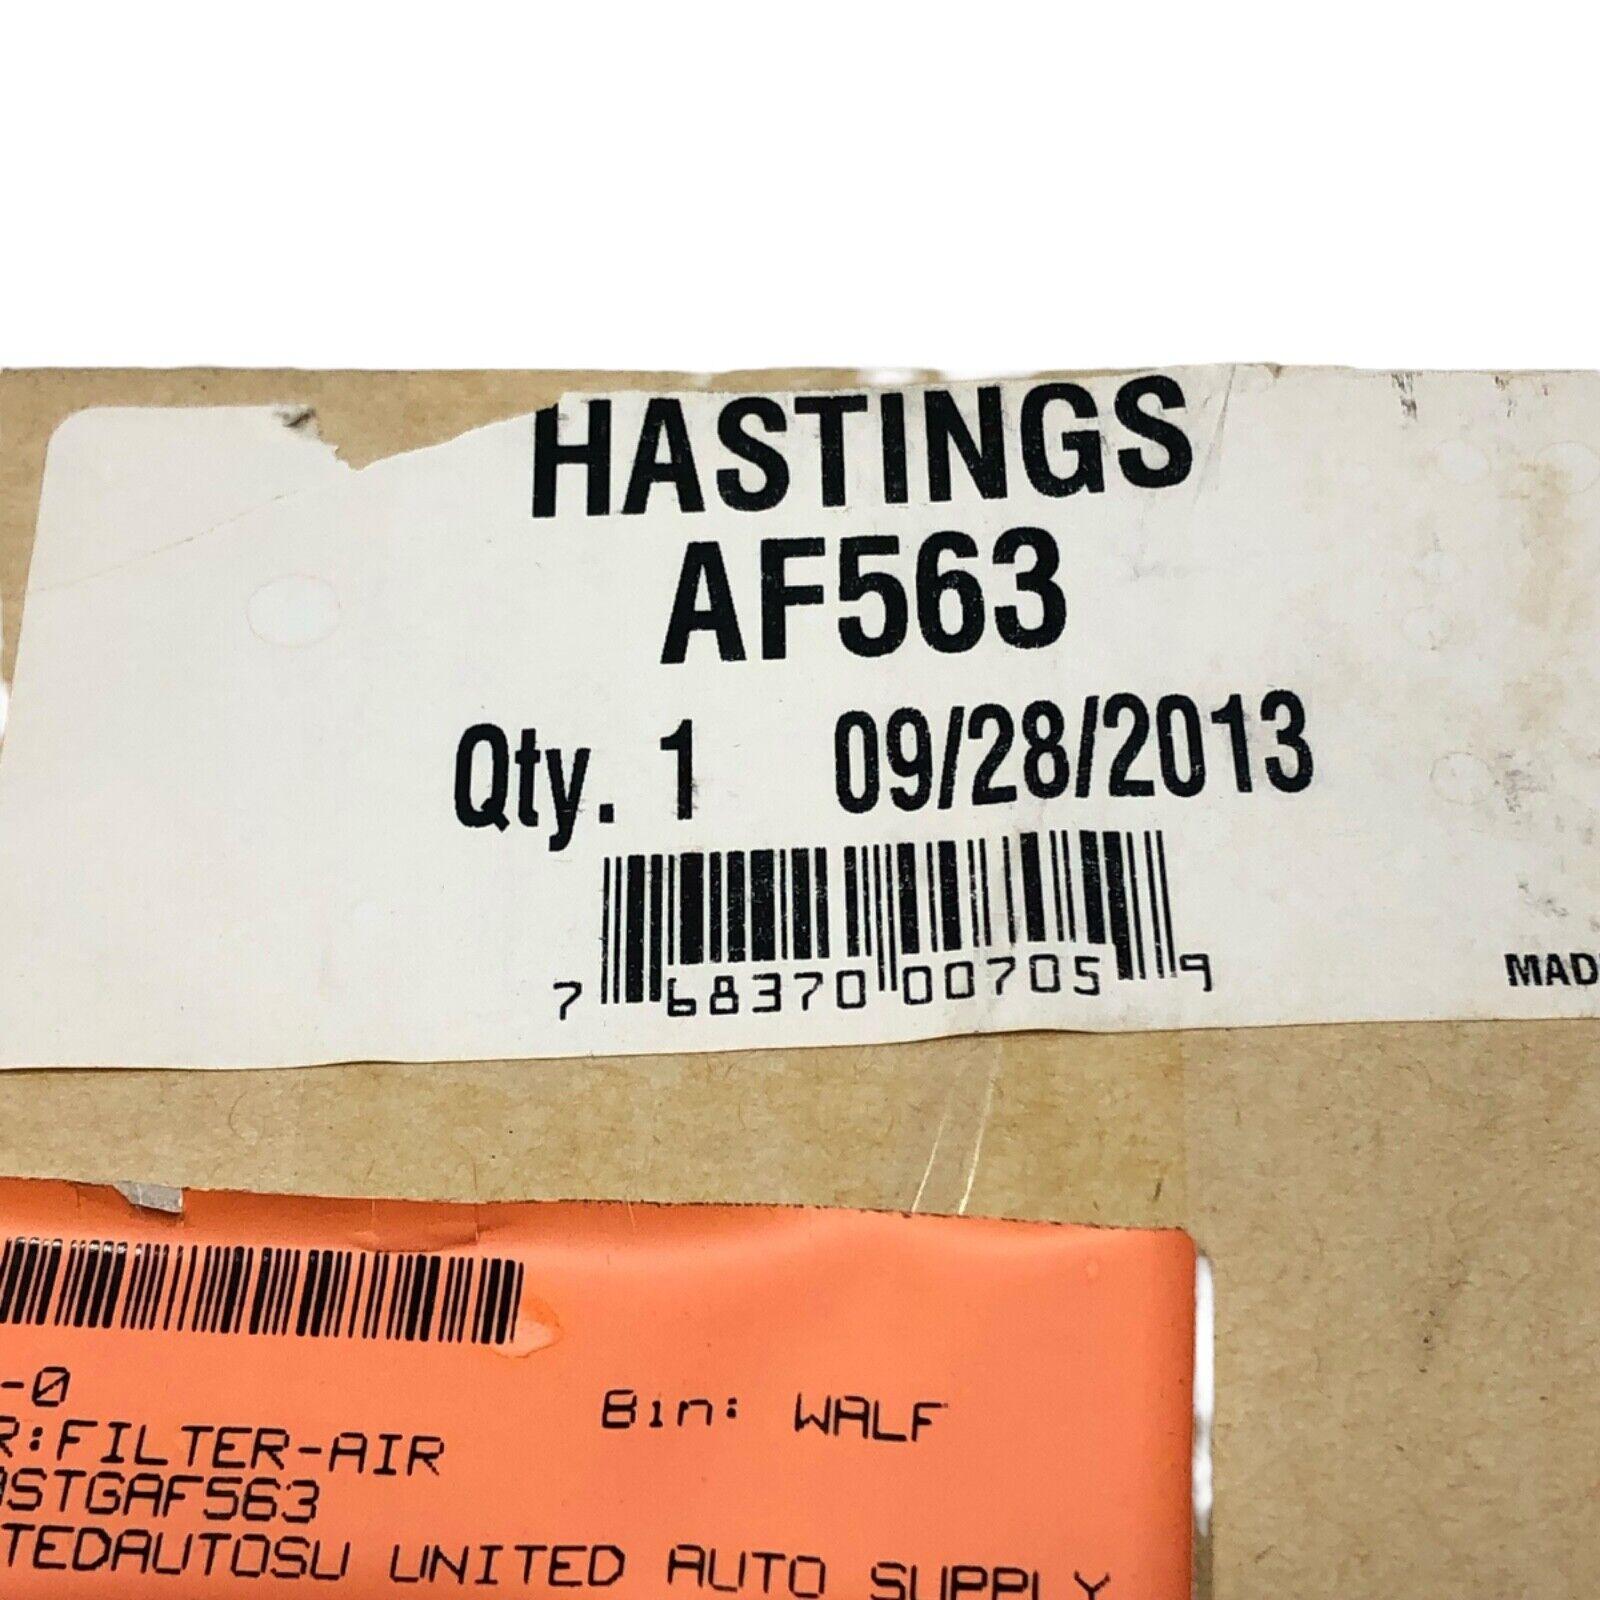 HASTINGS
AF563
Qty. 1 09/28/2013
7 68370 00705 9
MAD
-0
Bin: WALF
R:FILTER-AIR
ASTGAF563
TEDAUTOSU UNITED AUTO SUPPLY